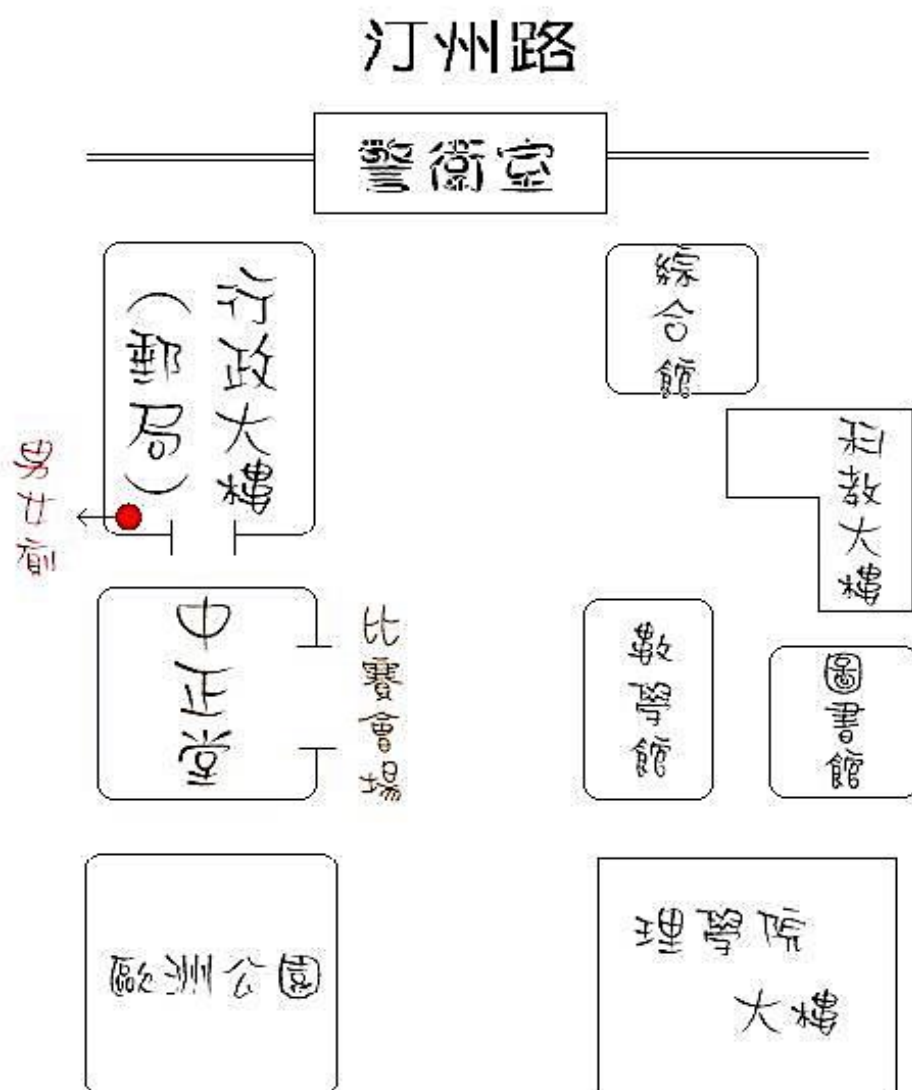 汀州路
警衛室
行政大樓
（郵局）
綜合館
男女廁
科教大樓
中正堂
比賽會場
數學館
圖書館
歐洲公園
理學院
大樓